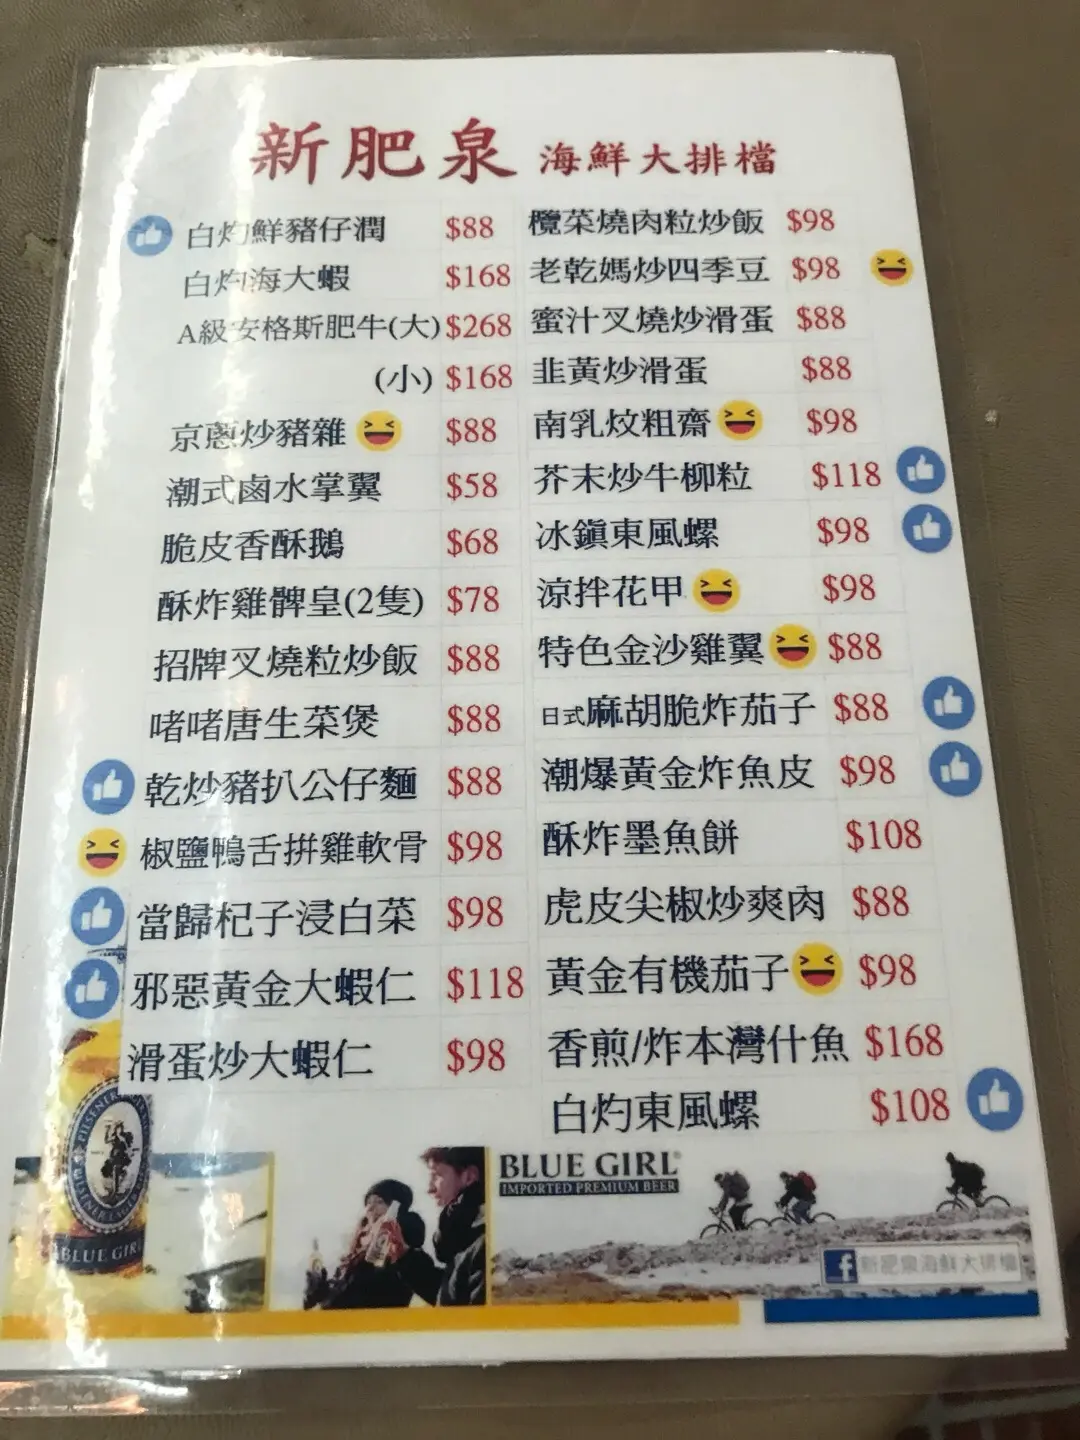 新肥泉 海鮮大排檔
白灼鮮豬仔潤 $88
白灼海大蝦 $168
A級安格斯肥牛(大) $268
(小) $168
京蔥炒豬雜 $88
潮式鹵水掌翼 $58
脆皮香酥鵝 $68
酥炸雞髀皇(2隻) $78
招牌叉燒粒炒飯 $88
啫啫唐生菜煲 $88
乾炒豬扒公仔麵 $88
椒鹽鴨舌拼雞軟骨 $98
當歸杞子浸白菜 $98
邪惡黃金大蝦仁 $118
滑蛋炒大蝦仁 $98
欖菜燒肉粒炒飯 $98
老乾媽炒四季豆 $98
蜜汁叉燒炒滑蛋 $88
韭黃炒滑蛋 $88
南乳炆粗齋 $98
芥末炒牛柳粒 $118
冰鎮東風螺 $98
涼拌花甲 $98
特色金沙雞翼 $88
日式麻胡脆炸茄子 $88
潮爆黃金炸魚皮 $98
酥炸墨魚餅 $108
虎皮尖椒炒爽肉 $88
黃金有機茄子 $98
香煎/炸本灣什魚 $168
白灼東風螺 $108
PILSENER
BLUE GIRL
BLUE GIRL
IMPORTED PREMIUM BEER
f 新肥泉海鮮大排檔